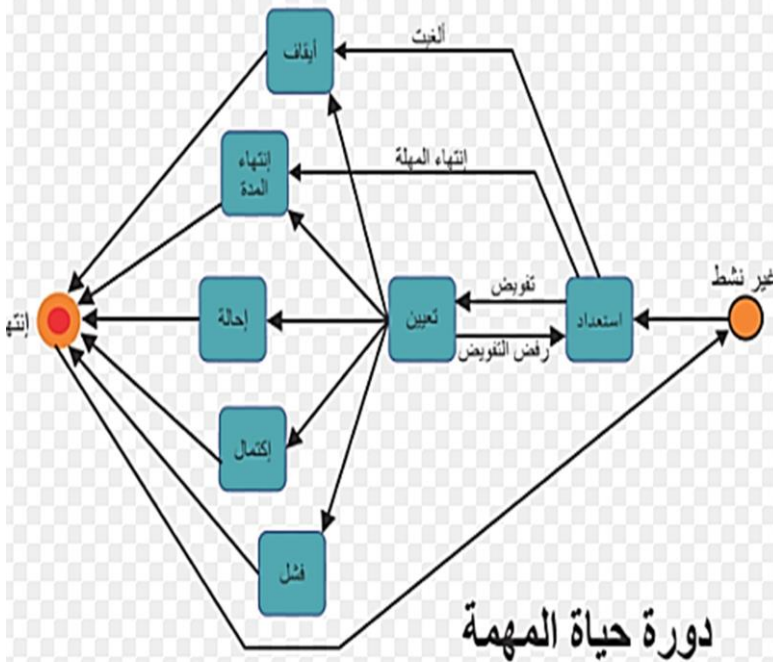 ألغيت
أيقاف
إنتهاء المهلة
إنتهاء
المدة
غير نشط
تفويض
استعداد
تعيين
إحالة
رفض التفويض
إكتمال
فشل
دورة حياة المهمة